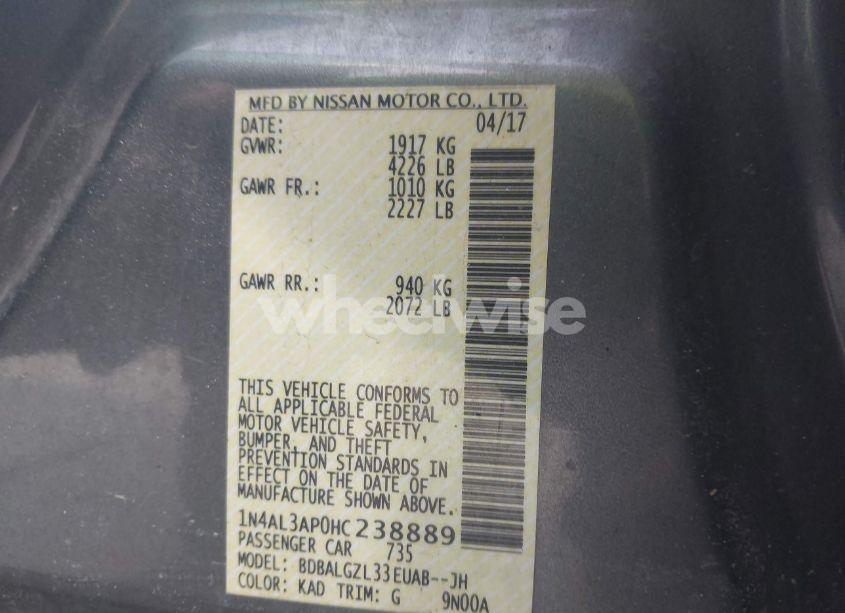 MFD BY NISSAN MOTOR CO., LTD.
DATE: 04/17
GVWR: 1917 KG
4226 LB
GAWR FR.: 1010 KG
2227 LB
GAWR RR.: 940 KG
2072 LB
wheelwise
THIS VEHICLE CONFORMS TO
ALL APPLICABLE FEDERAL
MOTOR VEHICLE SAFETY,
BUMPER, AND THEFT
PREVENTION STANDARDS IN
EFFECT ON THE DATE OF
MANUFACTURE SHOWN ABOVE.
1N4AL3AP0HC238889
PASSENGER CAR 735
MODEL: BDBALGZL33EUAB--JH
COLOR: KAD TRIM: G 9N00A